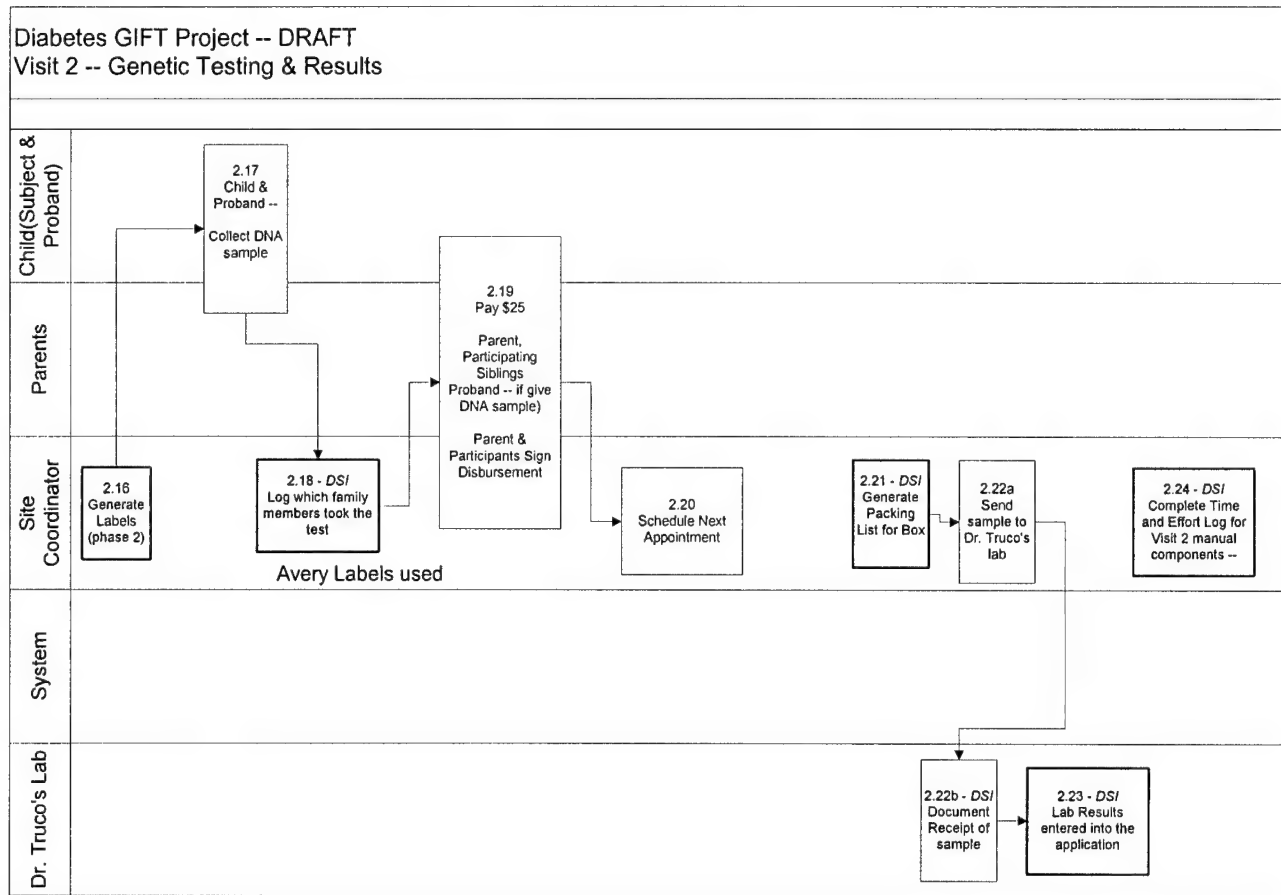 Diabetes GIFT Project -- DRAFT
Visit 2 -- Genetic Testing & Results
Child(Subject &
Proband)
2.17
Child &
Proband --
Collect DNA
sample
Parents
2.19
Pay $25
Parent,
Participating
Siblings
Proband -- if give
DNA sample)
Parent &
Participants Sign
Disbursement
Site
Coordinator
2.16
Generate
Labels
(phase 2)
2.18 - DSI
Log which family
members took the
test
Avery Labels used
2.20
Schedule Next
Appointment
2.21 - DSI
Generate
Packing
List for Box
2.22a
Send
sample to
Dr. Truco's
lab
2.24 - DSI
Complete Time
and Effort Log for
Visit 2 manual
components --
System
Dr. Truco's Lab
2.22b - DSI
Document
Receipt of
sample
2.23 - DSI
Lab Results
entered into the
application